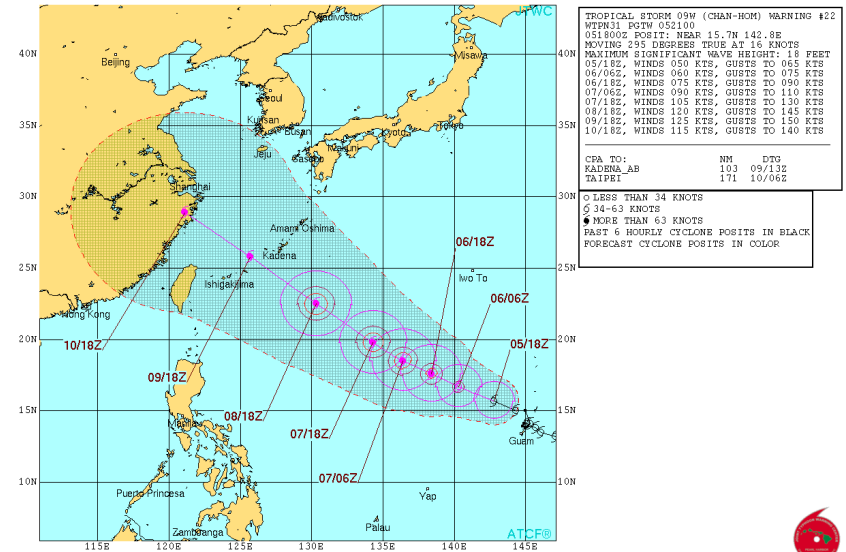 JTWC
Vladivostok
40N
40N
Beijing
Misawa
Seoul
Kunsan
Busan
35N
35N
Tokyo
Kyoto
Jeju
Sasebo
Shanghai
30N
30N
Amami Oshima
06/18Z
Kadena
25N
25N
Iwo To
Ishigakjima
06/06Z
Hong Kong
20N
20N
05/18Z
10/18Z
09/18Z
15N
15N
08/18Z
Manila
07/18Z
Guam
07/06Z
10N
10N
Puerto Princesa
Yap
Zamboanga
Palau
ATCF®
115E
120E
125E
130E
135E
140E
145E
TROPICAL STORM 09W (CHAN-HOM) WARNING #22
WTPN31 PGTW 052100
051800Z POSIT: NEAR 15.7N 142.8E
MOVING 295 DEGREES TRUE AT 16 KNOTS
MAXIMUM SIGNIFICANT WAVE HEIGHT: 18 FEET
05/18Z, WINDS 050 KTS, GUSTS TO 065 KTS
06/06Z, WINDS 060 KTS, GUSTS TO 075 KTS
06/18Z, WINDS 075 KTS, GUSTS TO 090 KTS
07/06Z, WINDS 090 KTS, GUSTS TO 110 KTS
07/18Z, WINDS 105 KTS, GUSTS TO 130 KTS
08/18Z, WINDS 120 KTS, GUSTS TO 145 KTS
09/18Z, WINDS 125 KTS, GUSTS TO 150 KTS
10/18Z, WINDS 115 KTS, GUSTS TO 140 KTS
CPA TO: NM DTG
KADENA_AB 103 09/13Z
TAIPEI 171 10/06Z
LESS THAN 34 KNOTS
34-63 KNOTS
MORE THAN 63 KNOTS
PAST 6 HOURLY CYCLONE POSITS IN BLACK
FORECAST CYCLONE POSITS IN COLOR